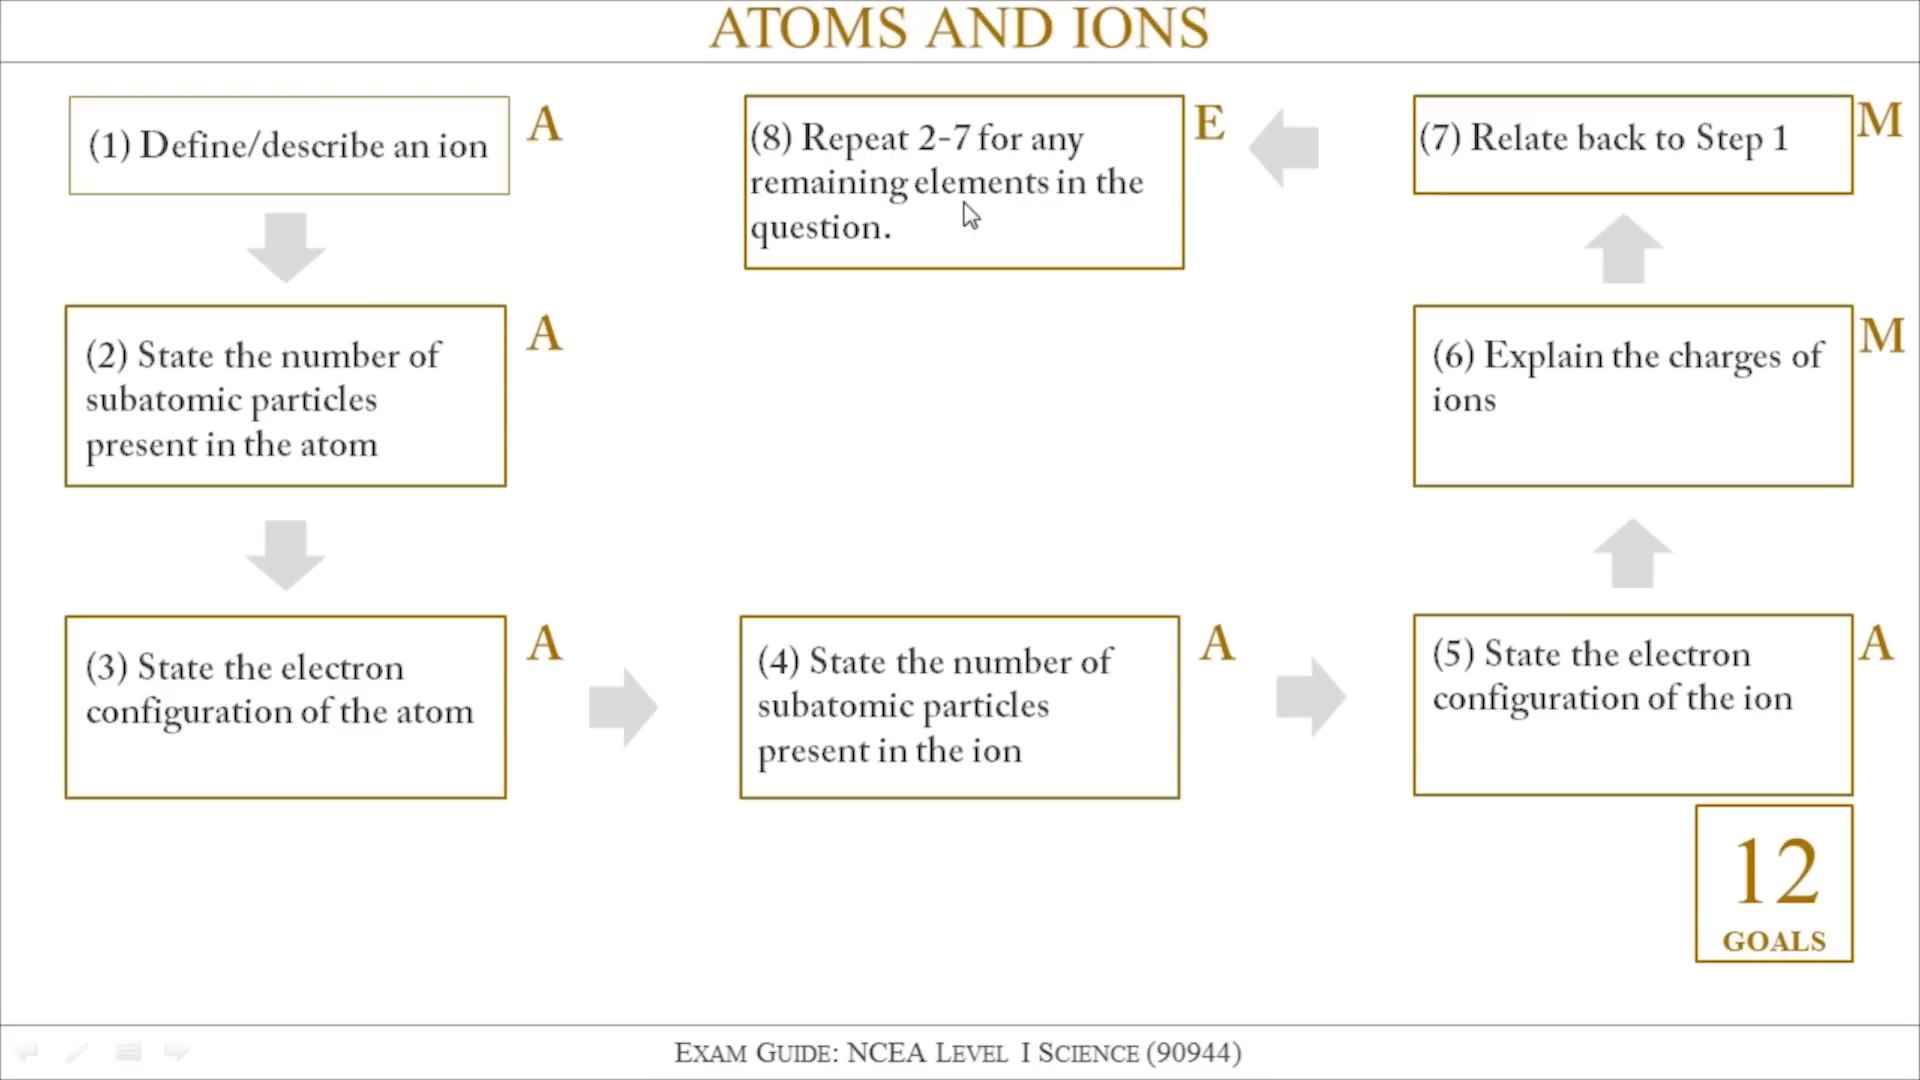 ATOMS AND IONS
(1) Define/describe an ion
A
(2) State the number of
subatomic particles
present in the atom
A
(3) State the electron
configuration of the atom
A
(4) State the number of
subatomic particles
present in the ion
A
(5) State the electron
configuration of the ion
A
(6) Explain the charges of
ions
M
(7) Relate back to Step 1
M
(8) Repeat 2-7 for any
remaining elements in the
question.
E
12
GOALS
EXAM GUIDE: NCEA LEVEL I SCIENCE (90944)